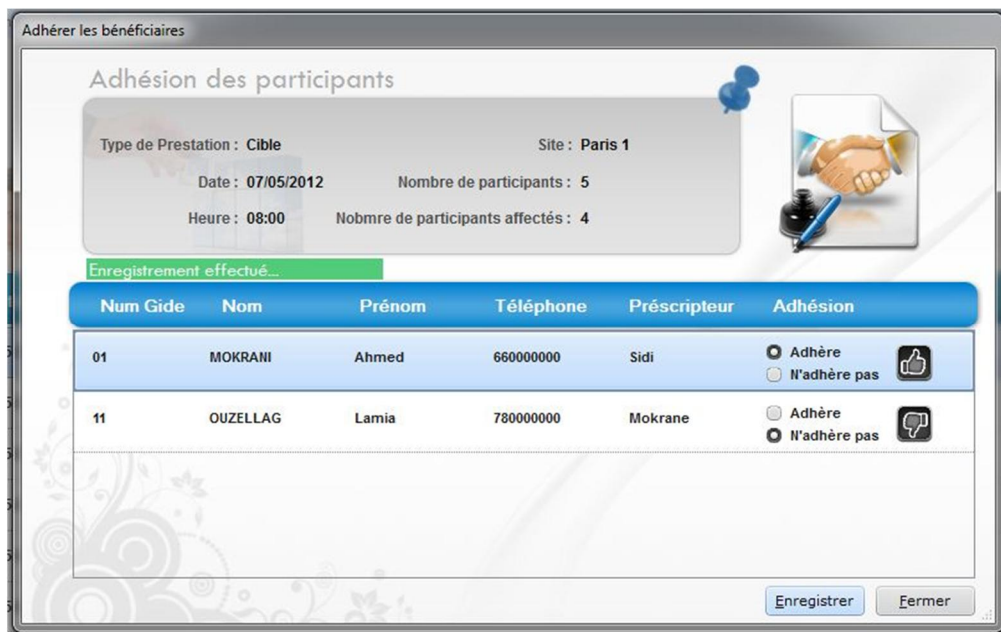 Adhérer les bénéficiaires
Adhésion des participants
Type de Prestation : Cible Site : Paris 1
Date : 07/05/2012 Nombre de participants : 5
Heure : 08:00 Nobmre de participants affectés : 4
Enregistrement effectué...
Num Gide Nom Prénom Téléphone Préscripteur Adhésion
01 MOKRANI Ahmed 660000000 Sidi Adhère
N'adhère pas
11 OUZELLAG Lamia 780000000 Mokrane Adhère
N'adhère pas
Enregistrer Fermer